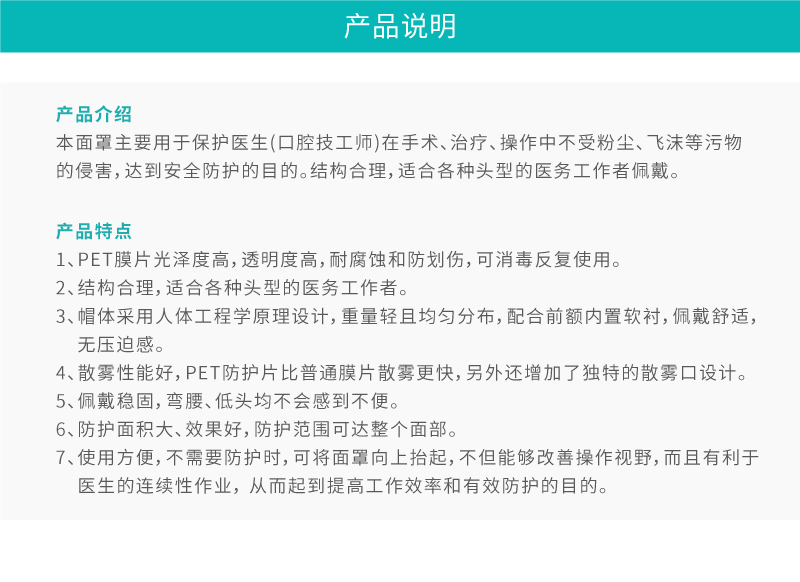 产品说明
产品介绍
本面罩主要用于保护医生(口腔技工师)在手术、治疗、操作中不受粉尘、飞沫等污物
的侵害，达到安全防护的目的。结构合理，适合各种头型的医务工作者佩戴。
产品特点
1、PET膜片光泽度高，透明度高，耐腐蚀和防划伤，可消毒反复使用。
2、结构合理，适合各种头型的医务工作者。
3、帽体采用人体工程学原理设计，重量轻且均匀分布，配合前额内置软衬，佩戴舒适，
无压迫感。
4、散雾性能好，PET防护片比普通膜片散雾更快，另外还增加了独特的散雾口设计。
5、佩戴稳固，弯腰、低头均不会感到不便。
6、防护面积大、效果好，防护范围可达整个面部。
7、使用方便，不需要防护时，可将面罩向上抬起，不但能够改善操作视野，而且有利于
医生的连续性作业，从而起到提高工作效率和有效防护的目的。